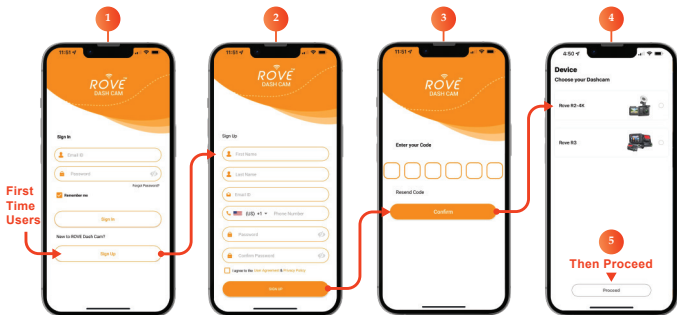 1
2
3
4
11:51
ROVE
DASH CAM
Sign In
Email ID
Password
Forgot Password?
Remember me
Sign In
New to ROVE Dash Cam?
Sign Up
First
Time
Users
11:51
ROVE
DASH CAM
Sign Up
First Name
Last Name
Email ID
(US) +1 Phone Number
Password
Confirm Password
I agree to the User Agreement & Privacy Policy
SIGN UP
11:51
ROVE
DASH CAM
Enter your Code
Resend Code
Confirm
4:50
Device
Choose your Dashcam
Rove R2-4K
Rove R3
5
Then Proceed
Proceed